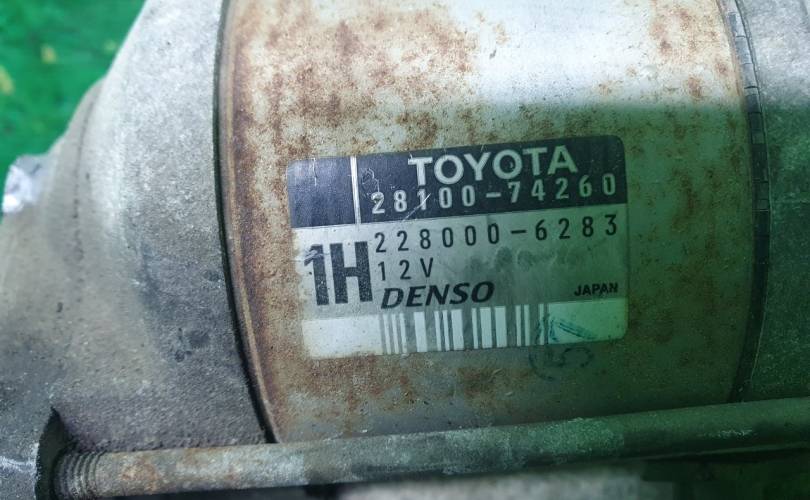 TOYOTA
28100-74260
228000-6283
1H
12V
DENSO
JAPAN